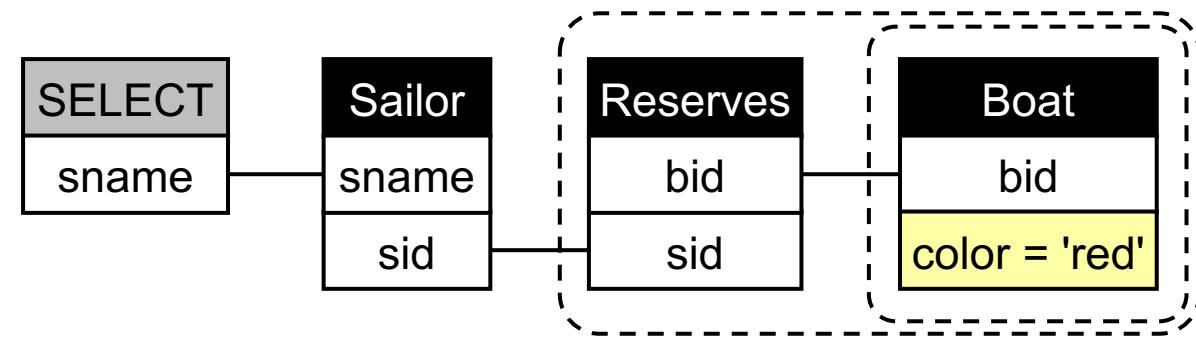 SELECT
sname
Sailor
sname
sid
Reserves
bid
sid
Boat
bid
color = 'red'